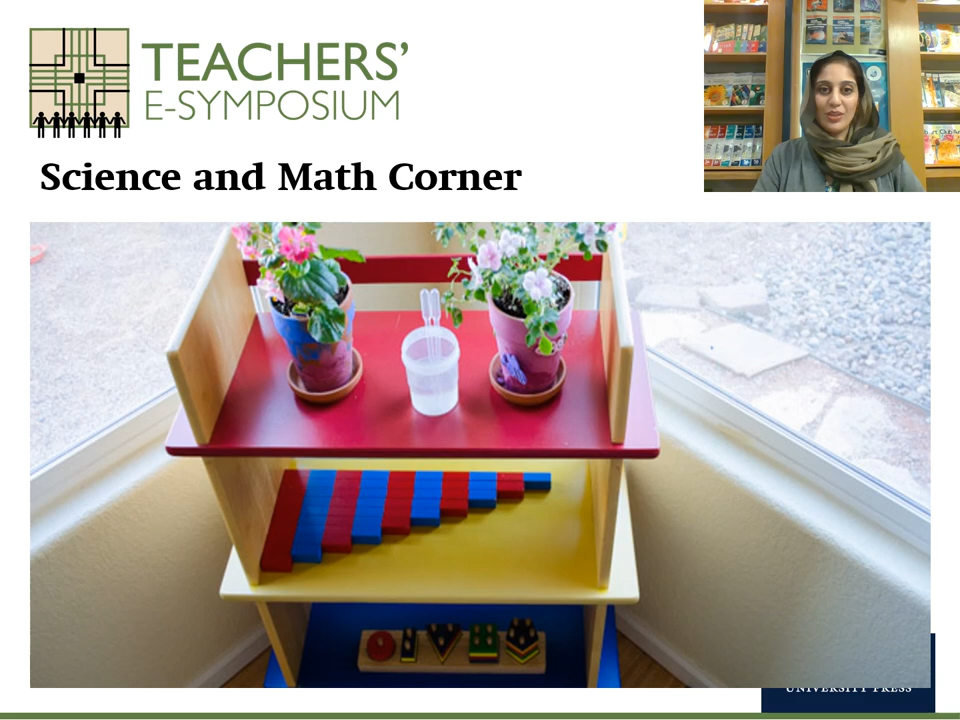 TEACHERS'
E-SYMPOSIUM
Science and Math Corner
UNIVERSITY PRESS